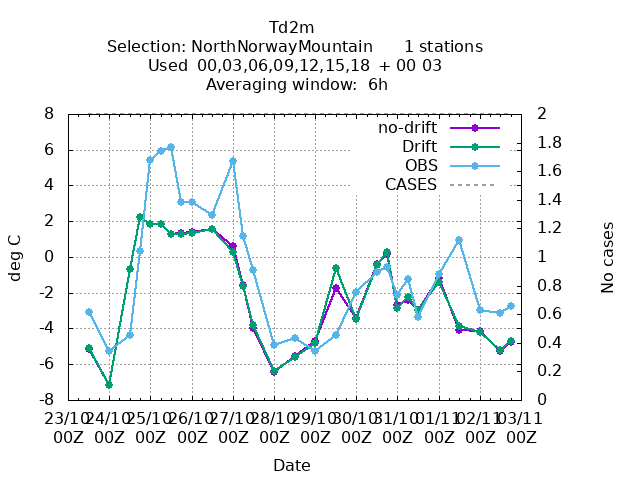 Td2m
Selection: NorthNorwayMountain 1 stations
Used 00,03,06,09,12,15,18 + 00 03
Averaging window: 6h
no-drift
Drift
OBS
CASES
8
6
4
2
0
-2
-4
-6
-8
deg C
2
1.8
1.6
1.4
1.2
1
0.8
0.6
0.4
0.2
0
No cases
23/10 24/10 25/10 26/10 27/10 28/10 29/10 30/10 31/10 01/11 02/11 03/11
00Z 00Z 00Z 00Z 00Z 00Z 00Z 00Z 00Z 00Z 00Z 00Z
Date